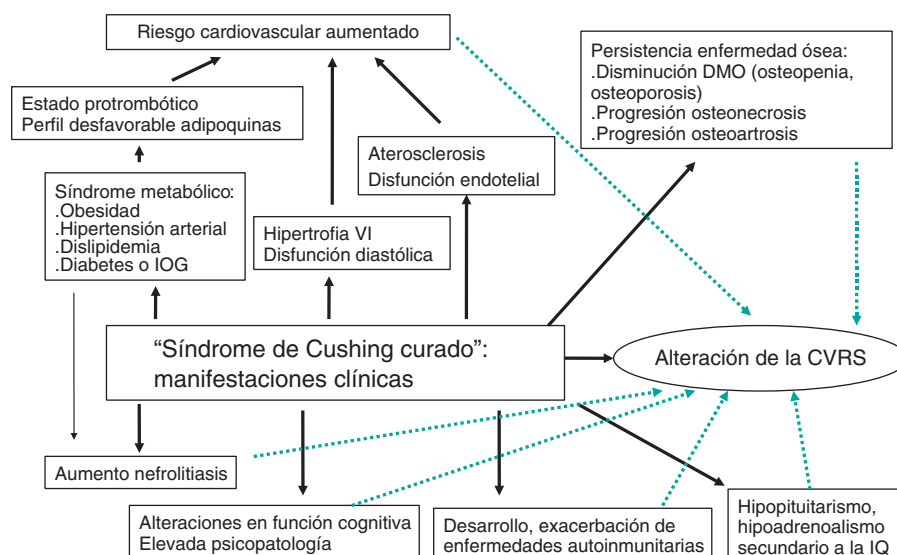 Riesgo cardiovascular aumentado
Persistencia enfermedad ósea:
.Disminución DMO (osteopenia,
osteoporosis)
.Progresión osteonecrosis
.Progresión osteoartrosis
Estado protrombótico
Perfil desfavorable adipoquinas
Aterosclerosis
Disfunción endotelial
Síndrome metabólico:
.Obesidad
.Hipertensión arterial
.Dislipidemia
.Diabetes o IOG
Hipertrofia VI
Disfunción diastólica
“Síndrome de Cushing curado”:
manifestaciones clínicas
Alteración de la CVRS
Aumento nefrolitiasis
Alteraciones en función cognitiva
Elevada psicopatología
Desarrollo, exacerbación de
enfermedades autoinmunitarias
Hipopituitarismo,
hipoadrenoalismo
secundario a la IQ